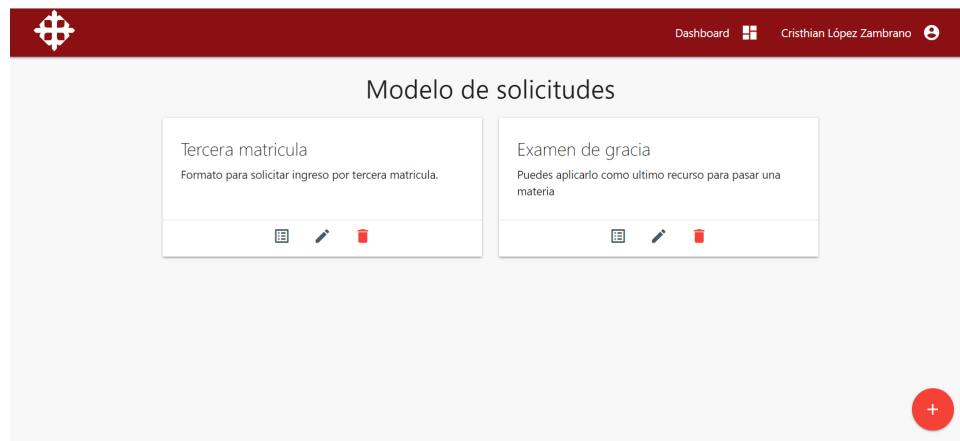 Dashboard
Cristhian López Zambrano
Modelo de solicitudes
Tercera matricula
Formato para solicitar ingreso por tercera matricula.
Examen de gracia
Puedes aplicarlo como ultimo recurso para pasar una
materia